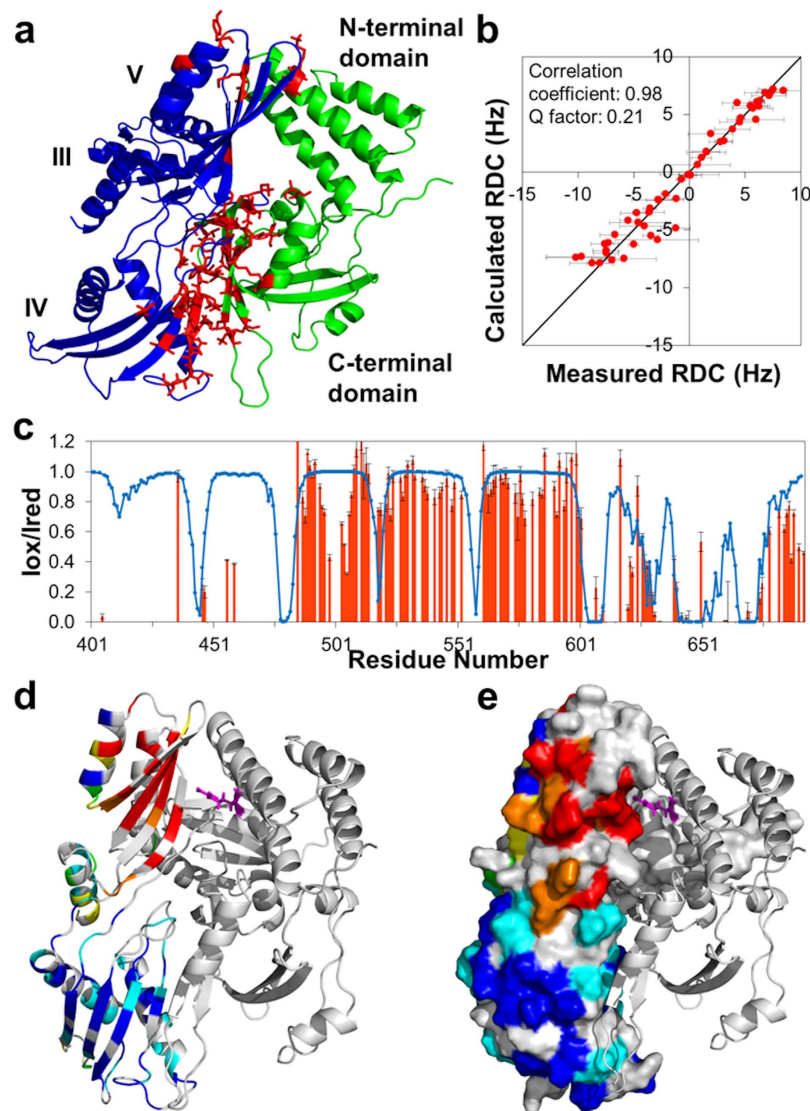 a
N-terminal
domain
V
III
IV
C-terminal
domain
b
Correlation
coefficient: 0.98
Q factor: 0.21
10
5
0
-15 -10 -5 0 5 10
-5
-10
-15
Calculated RDC (Hz)
Measured RDC (Hz)
c
1.2
1.0
0.8
0.6
0.4
0.2
0.0
Iox/Ired
401 451 501 551 601 651
Residue Number
d
e